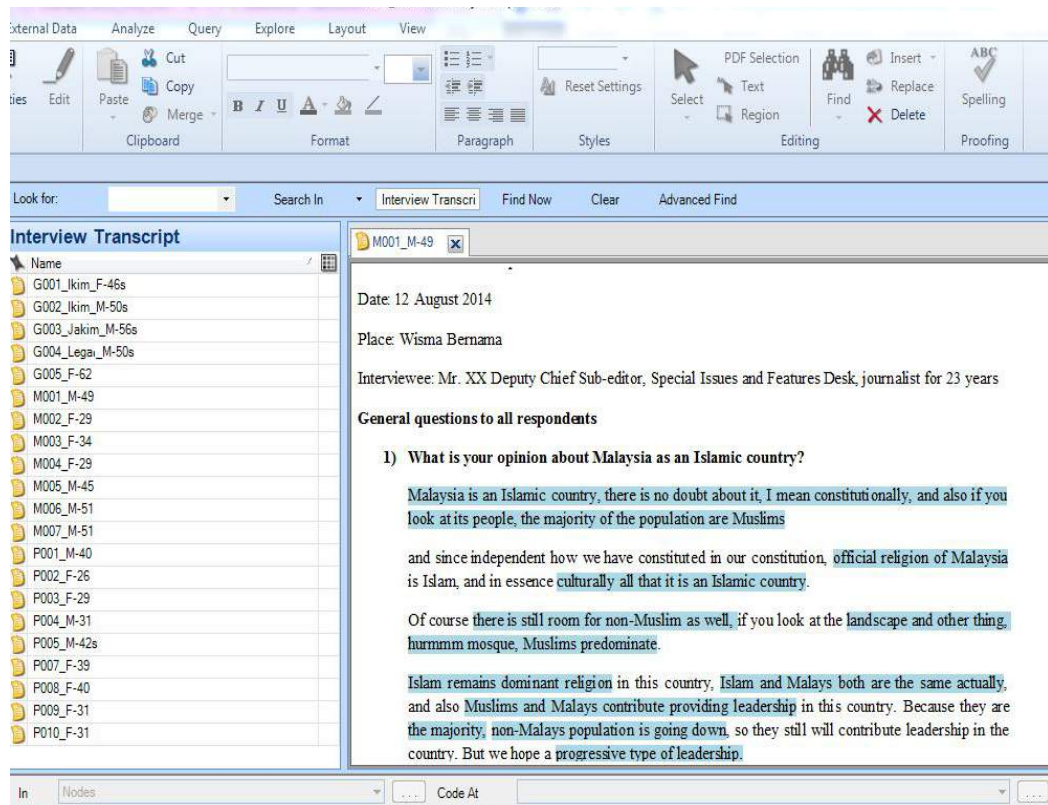 External Data Analyze Query Explore Layout View
Edit Paste Cut Copy Merge
B I U A
Reset Settings
Select PDF Selection Text Region Find Insert Replace Delete
ABC Spelling
Clipboard Format Paragraph Styles Editing Proofing
Look for: Search In Interview Transcri Find Now Clear Advanced Find
Interview Transcript
Name
G001_Ikim_F-46s
G002_Ikim_M-50s
G003_Jakim_M-56s
G004_Legal_M-50s
G005_F-62
M001_M-49
M002_F-29
M003_F-34
M004_F-29
M005_M-45
M006_M-51
M007_M-51
P001_M-40
P002_F-26
P003_F-29
P004_M-31
P005_M-42s
P007_F-39
P008_F-40
P009_F-31
P010_F-31
M001_M-49
Date: 12 August 2014
Place: Wisma Bernama
Interviewee: Mr. XX Deputy Chief Sub-editor, Special Issues and Features Desk, journalist for 23 years
General questions to all respondents
1) What is your opinion about Malaysia as an Islamic country?
Malaysia is an Islamic country, there is no doubt about it, I mean constitutionally, and also if you
look at its people, the majority of the population are Muslims
and since independent how we have constituted in our constitution, official religion of Malaysia
is Islam, and in essence culturally all that it is an Islamic country.
Of course there is still room for non-Muslim as well, if you look at the landscape and other thing,
hurmmm mosque, Muslims predominate.
Islam remains dominant religion in this country, Islam and Malays both are the same actually,
and also Muslims and Malays contribute providing leadership in this country. Because they are
the majority, non-Malays population is going down, so they still will contribute leadership in the
country. But we hope a progressive type of leadership.
In Nodes ... Code At ...